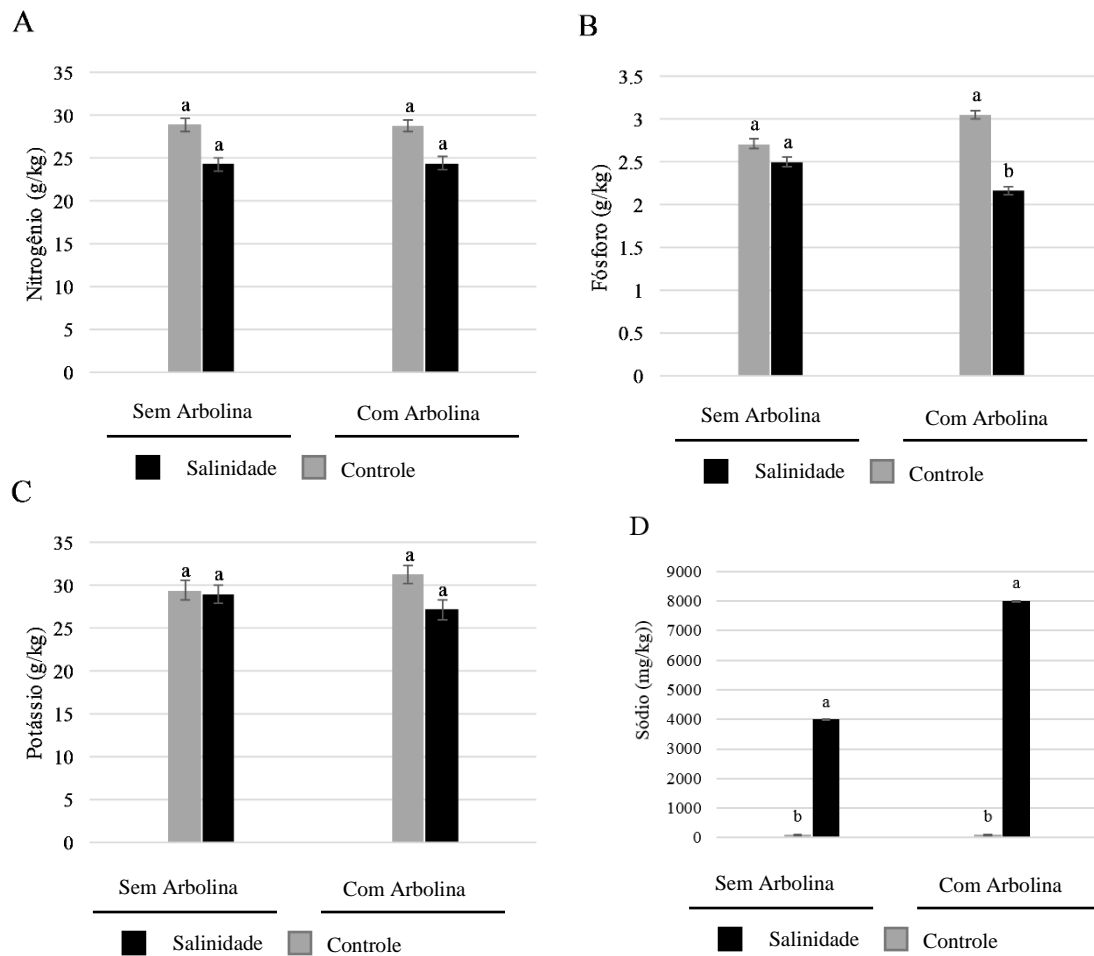 A
Nitrogênio (g/kg)
35
30
25
20
15
10
5
0
a
a
a
a
Sem Arbolina
Com Arbolina
Salinidade
Controle
B
Fósforo (g/kg)
3.5
3
2.5
2
1.5
1
0.5
0
a
a
a
b
Sem Arbolina
Com Arbolina
Salinidade
Controle
C
Potássio (g/kg)
35
30
25
20
15
10
5
0
a
a
a
a
Sem Arbolina
Com Arbolina
Salinidade
Controle
D
Sódio (mg/kg))
9000
8000
7000
6000
5000
4000
3000
2000
1000
0
b
a
b
a
Sem Arbolina
Com Arbolina
Salinidade
Controle